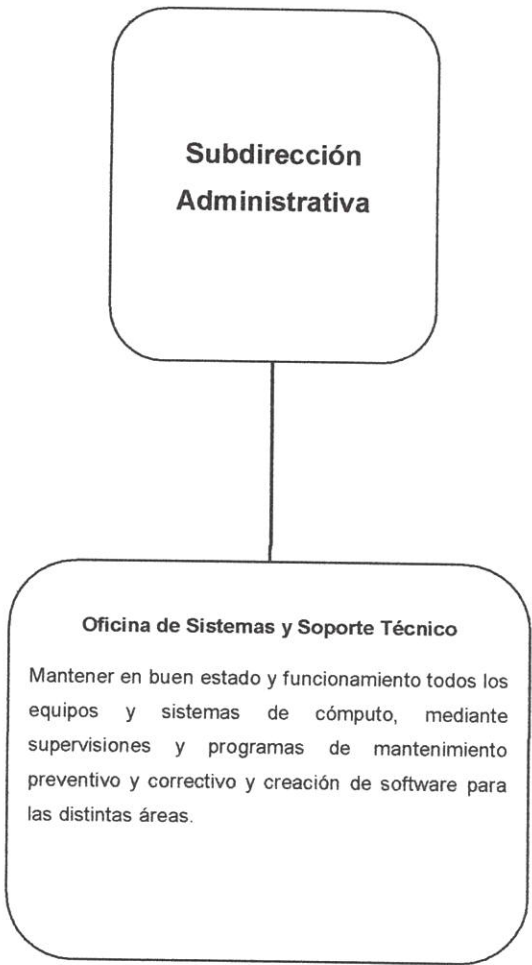 Subdirección
Administrativa
Oficina de Sistemas y Soporte Técnico
Mantener en buen estado y funcionamiento todos los
equipos y sistemas de cómputo, mediante
supervisiones y programas de mantenimiento
preventivo y correctivo y creación de software para
las distintas áreas.